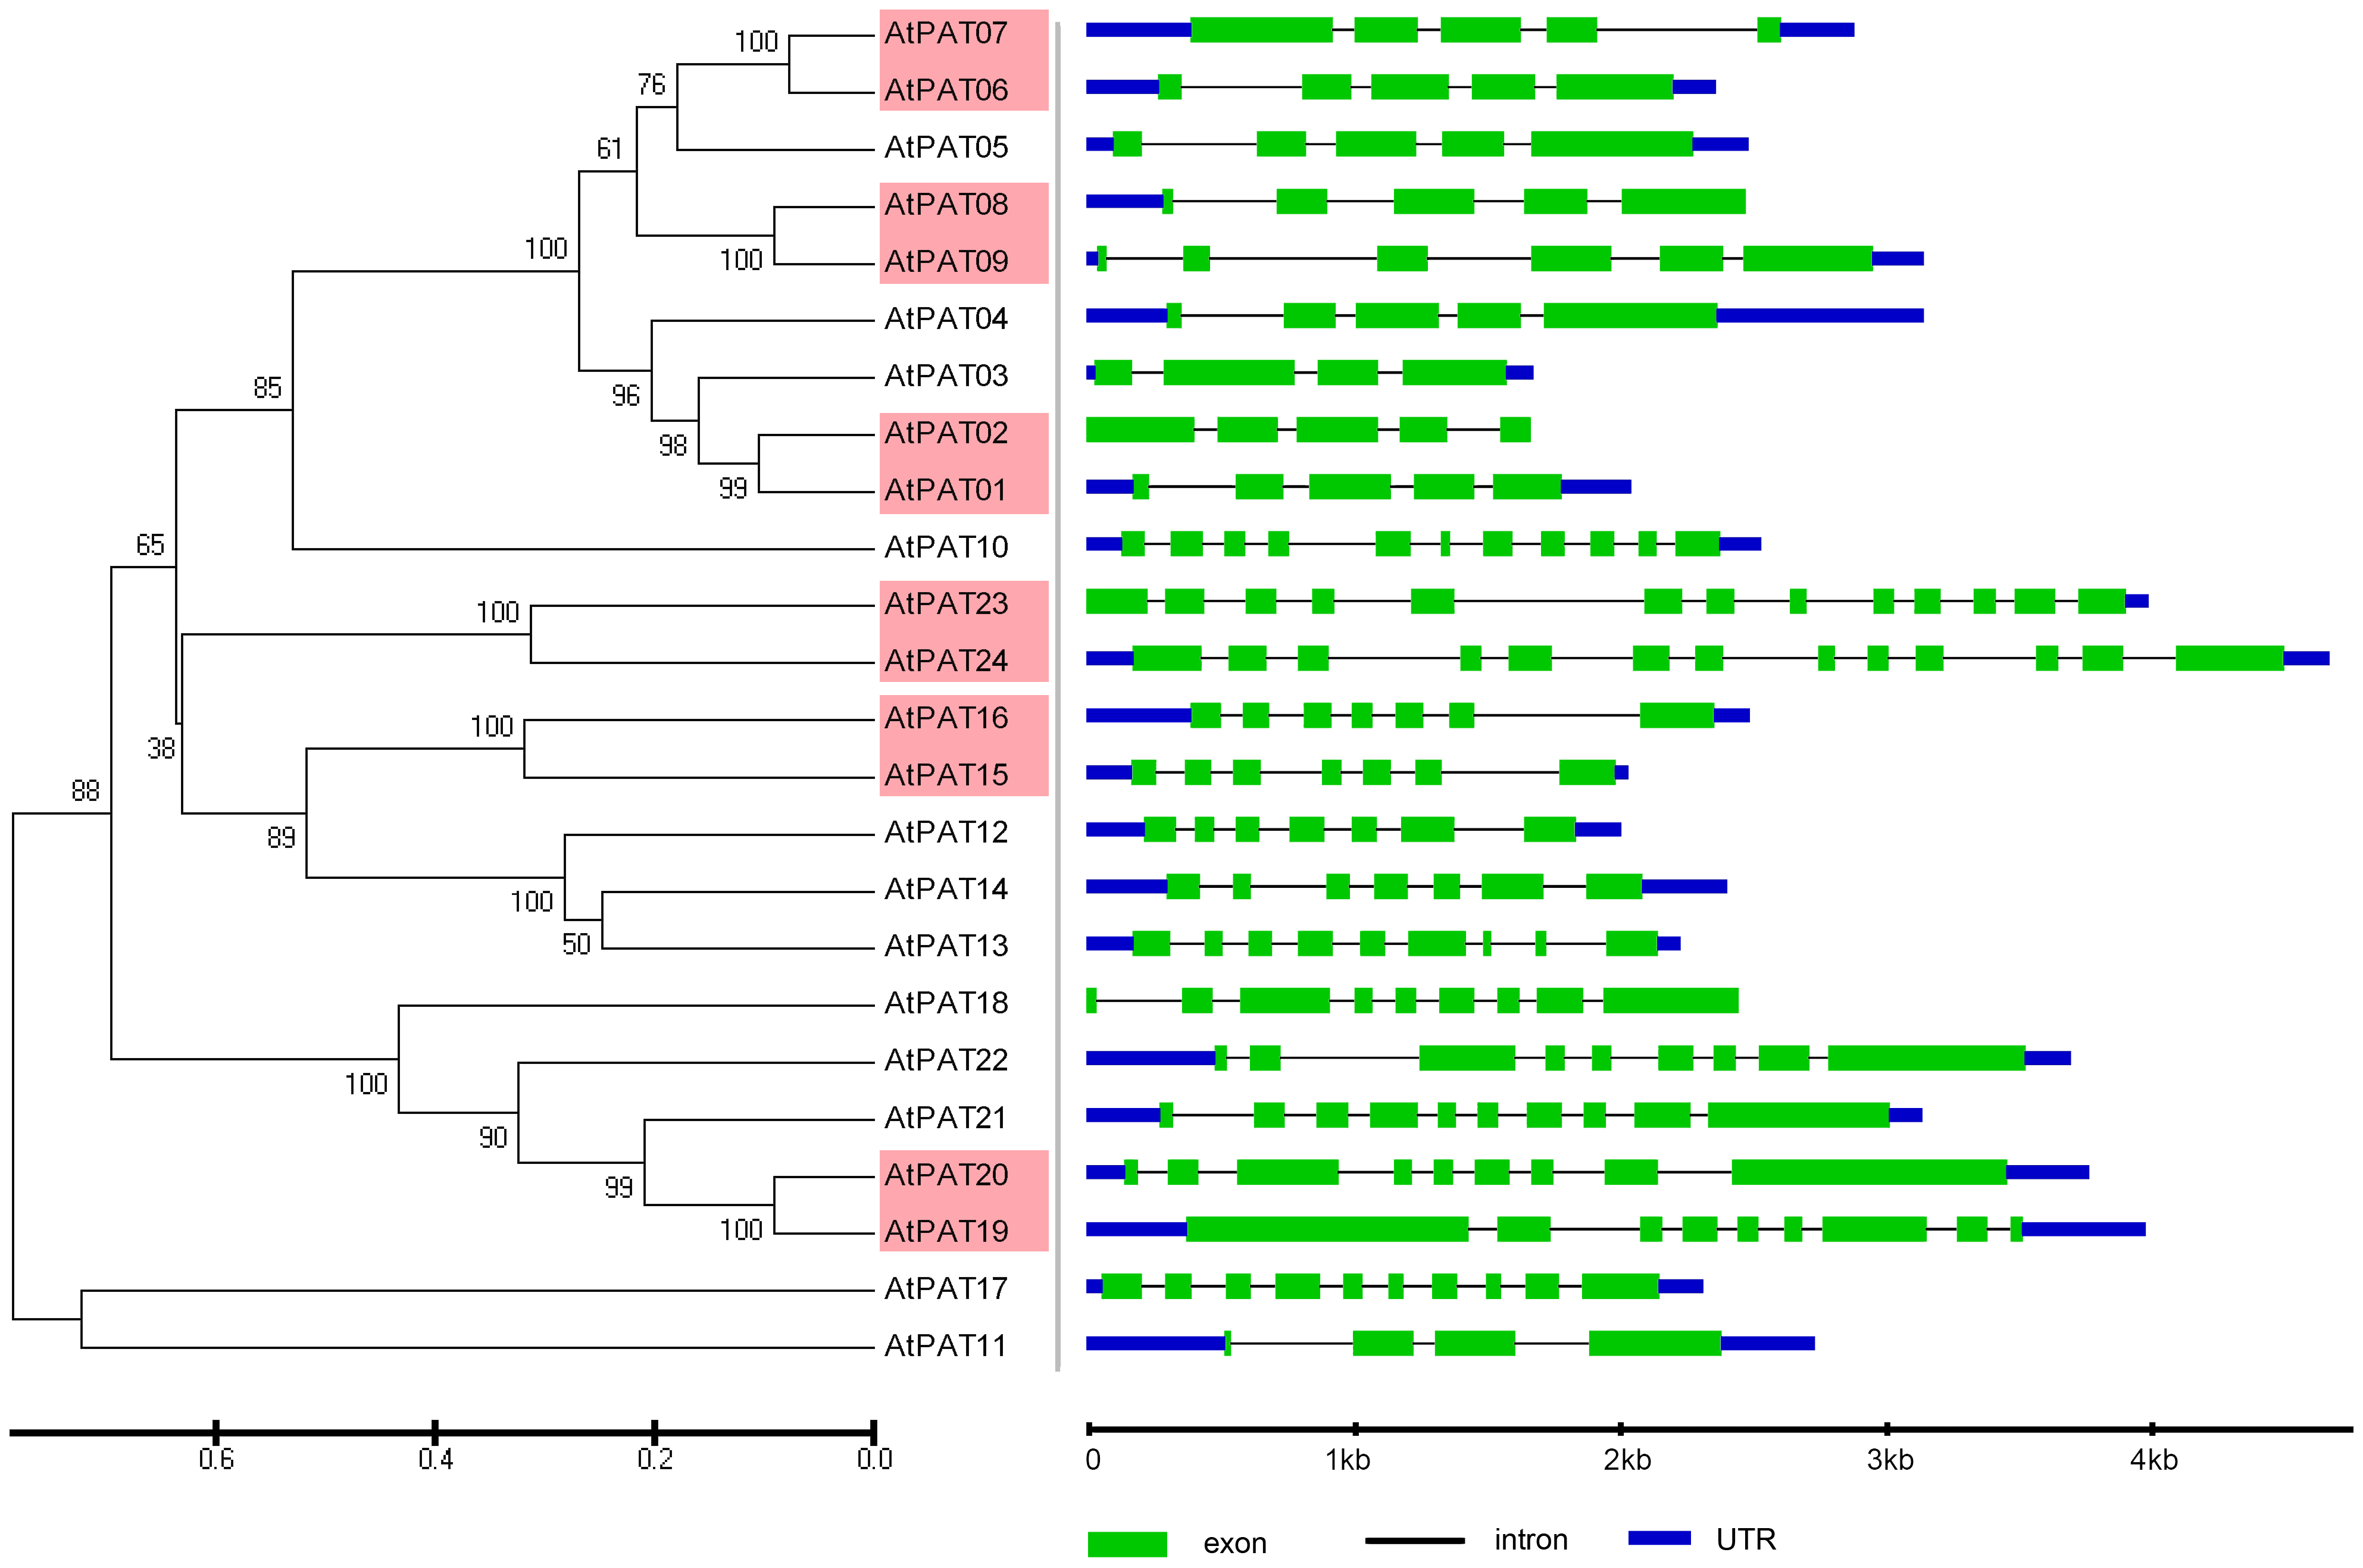 100 AtPAT07
76 AtPAT06
61 AtPAT05
AtPAT08
100 100 AtPAT09
AtPAT04
85 96 AtPAT03
98 AtPAT02
99 AtPAT01
65 AtPAT10
100 AtPAT23
AtPAT24
38 100 AtPAT16
88 AtPAT15
89 AtPAT12
100 AtPAT14
50 AtPAT13
AtPAT18
100 AtPAT22
90 AtPAT21
99 AtPAT20
100 AtPAT19
AtPAT17
AtPAT11
0.6 0.4 0.2 0.0 0 1kb 2kb 3kb 4kb
exon intron UTR